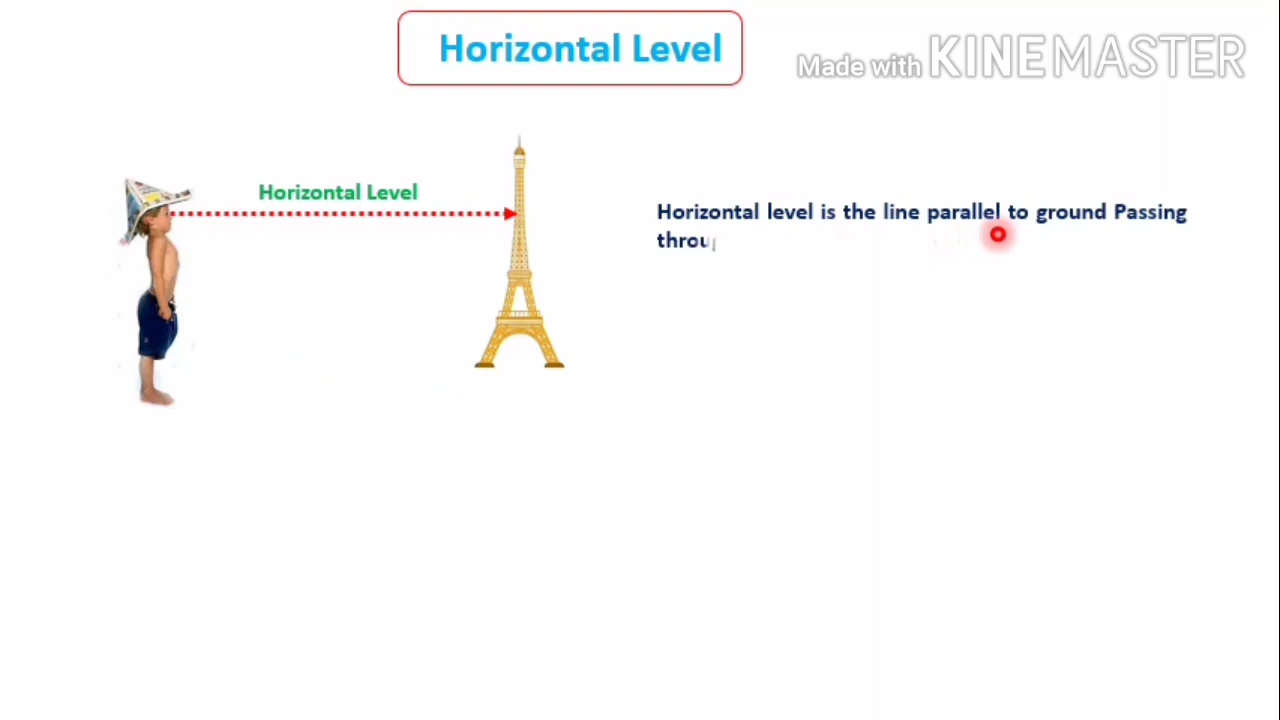 Horizontal Level
Made with KINEMASTER
Horizontal Level
Horizontal level is the line parallel to ground Passing